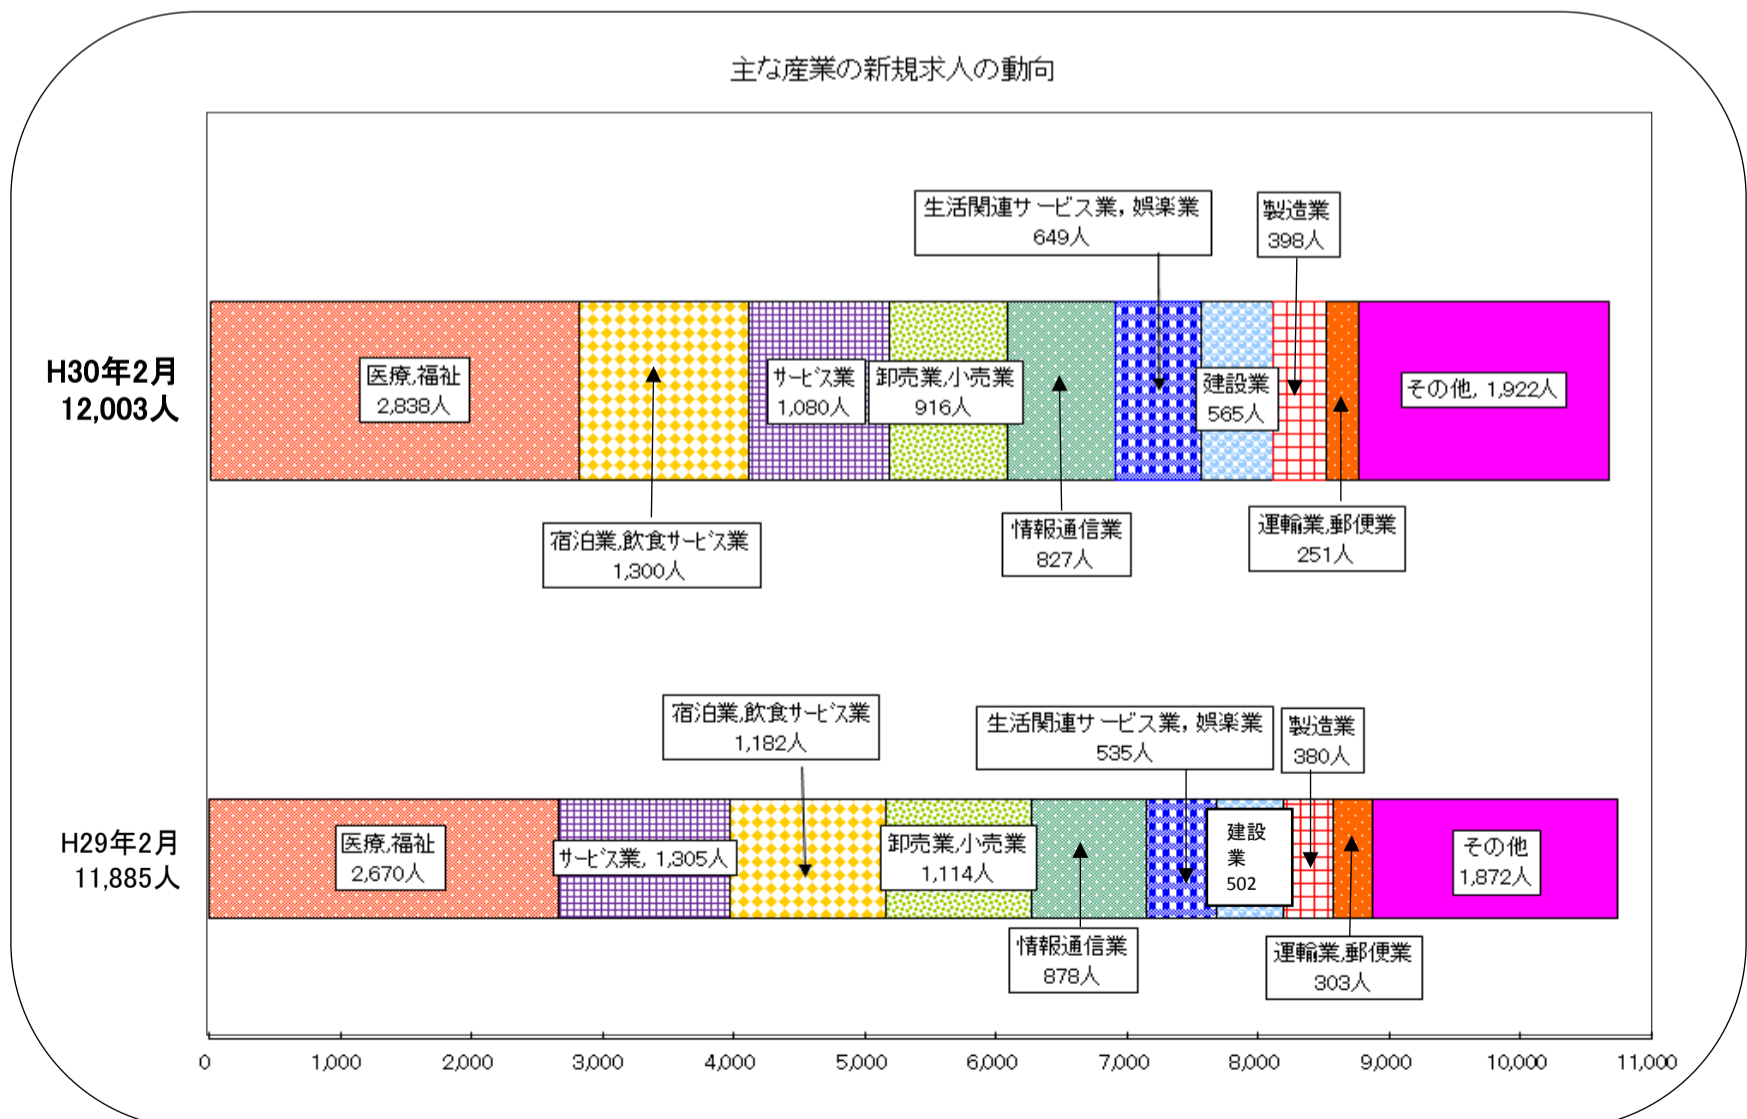 主な産業の新規求人の動向
生活関連サービス業, 娯楽業
649人
製造業
398人
H30年2月
12,003人
医療,福祉
2,838人
サービス業
1,080人
卸売業,小売業
916人
建設業
565人
その他, 1,922人
宿泊業,飲食サービス業
1,300人
情報通信業
827人
運輸業,郵便業
251人
宿泊業,飲食サービス業
1,182人
生活関連サービス業, 娯楽業
535人
製造業
380人
H29年2月
11,885人
医療,福祉
2,670人
サービス業, 1,305人
卸売業,小売業
1,114人
建設
業
502
その他
1,872人
情報通信業
878人
運輸業,郵便業
303人
0 1,000 2,000 3,000 4,000 5,000 6,000 7,000 8,000 9,000 10,000 11,000